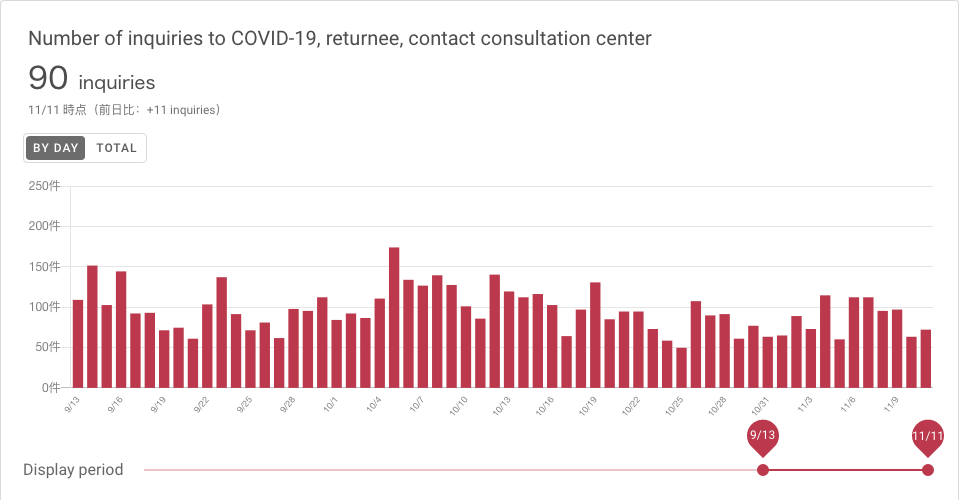 Number of inquiries to COVID-19, returnee, contact consultation center
90 inquiries
11/11 時点（前日比：+11 inquiries）
BY DAY TOTAL
250件
200件
150件
100件
50件
0件
9/13 9/16 9/19 9/22 9/25 9/28 10/1 10/4 10/7 10/10 10/13 10/16 10/19 10/22 10/25 10/28 10/31 11/3 11/6 11/9
9/13 11/11
Display period